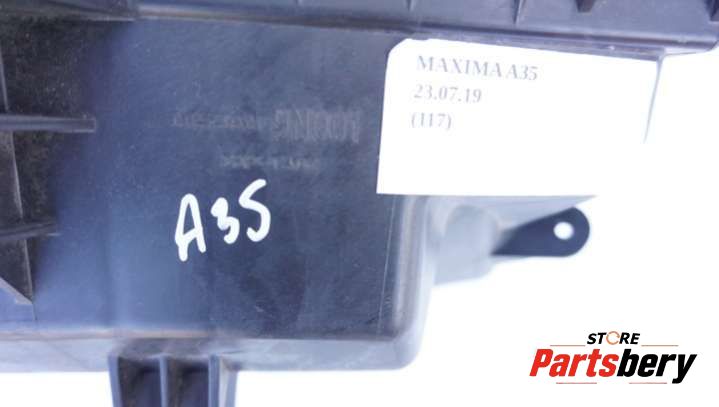 MAXIMA A35
23.07.19
(117)
A35
STORE
Partsbery